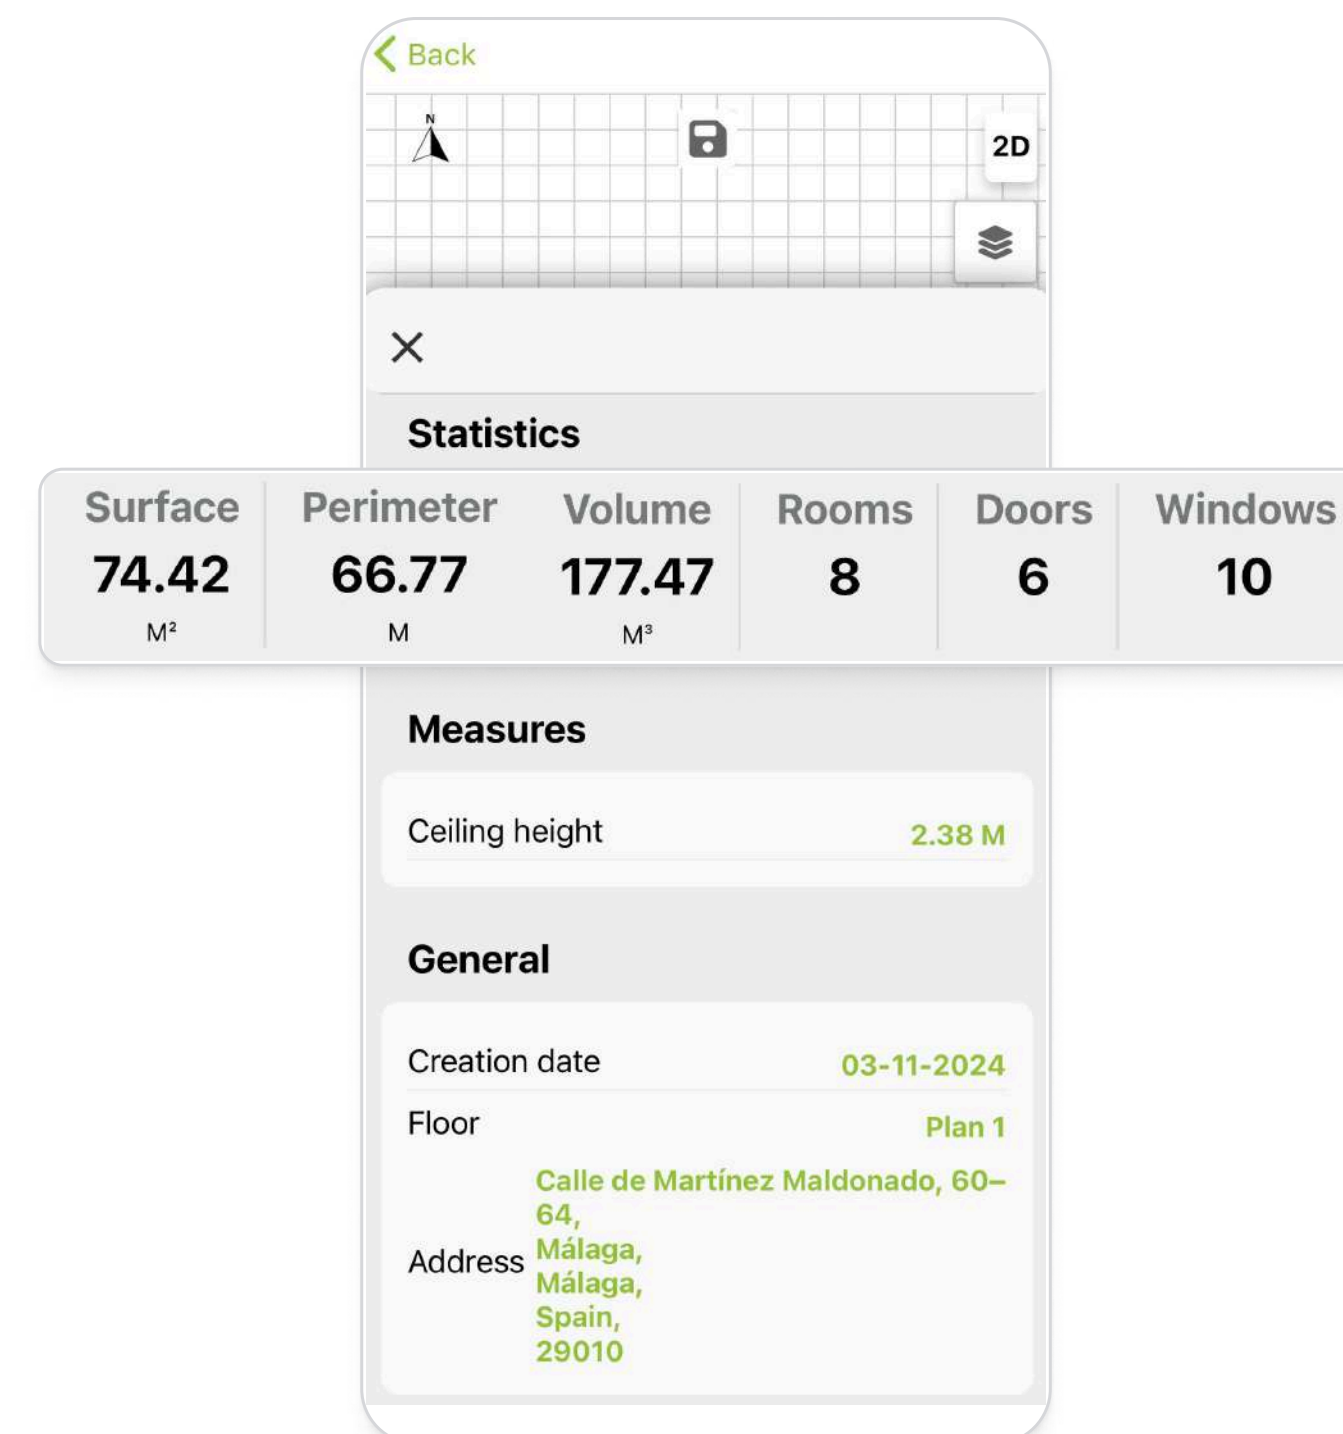 Back
N
2D
Statistics
Surface Perimeter Volume Rooms Doors Windows
74.42 66.77 177.47 8 6 10
M² M M³
Measures
Ceiling height 2.38 M
General
Creation date 03-11-2024
Floor Plan 1
Address Calle de Martínez Maldonado, 60–
64,
Málaga,
Málaga,
Spain,
29010